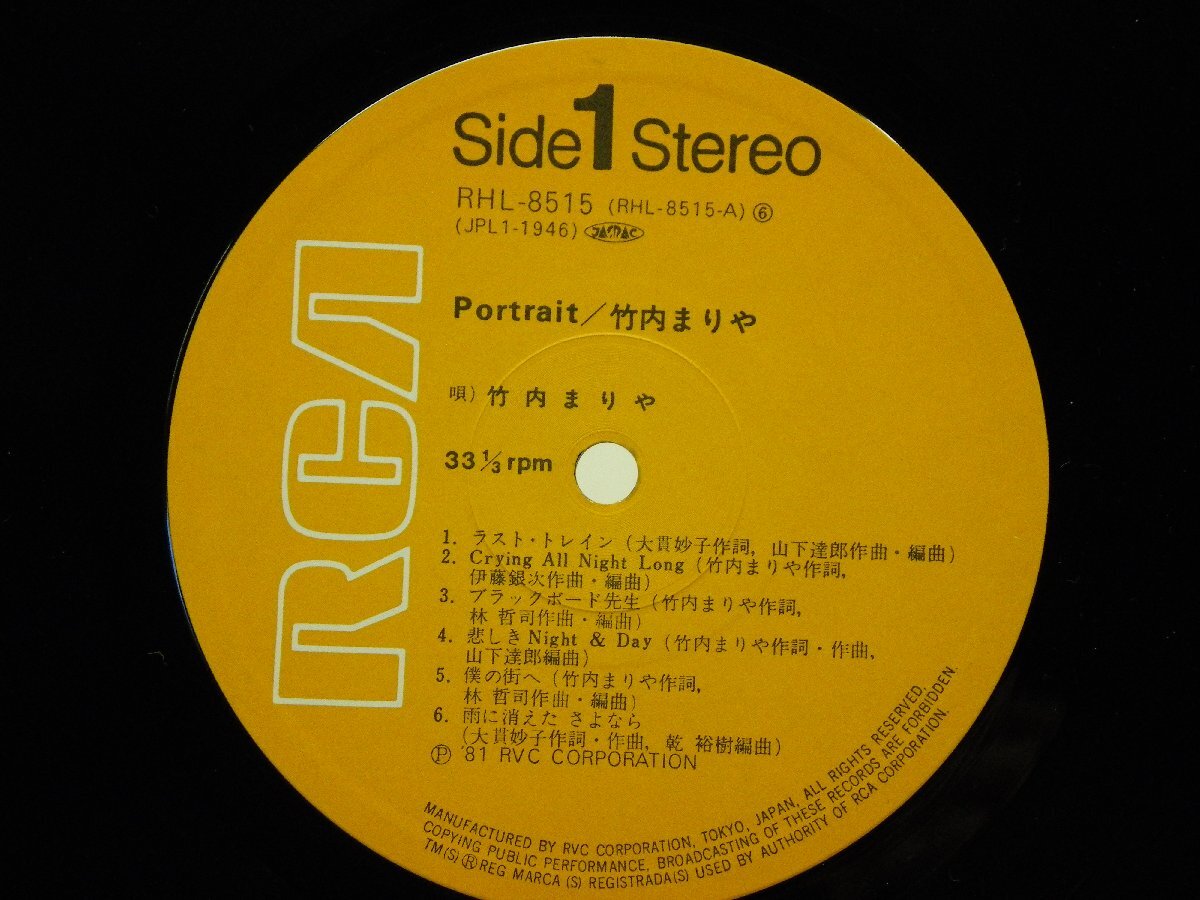 Side 1 Stereo
RHL-8515 (RHL-8515-A) ⑥
(JPL1-1946) JASRAC
RCA
Portrait／竹内まりや
唄) 竹内まりや
33 1/3 rpm
1. ラスト・トレイン (大貫妙子作詞, 山下達郎作曲・編曲)
2. Crying All Night Long (竹内まりや作詞,
伊藤銀次作曲・編曲)
3. ブラックボード先生 (竹内まりや作詞,
林 哲司作曲・編曲)
4. 悲しきNight & Day (竹内まりや作詞・作曲,
山下達郎編曲)
5. 僕の街へ (竹内まりや作詞,
林 哲司作曲・編曲)
6. 雨に消えた さよなら
(大貫妙子作詞・作曲, 乾 裕樹編曲)
Ⓟ '81 RVC CORPORATION
MANUFACTURED BY RVC CORPORATION, TOKYO, JAPAN, ALL RIGHTS RESERVED,
COPYING PUBLIC PERFORMANCE, BROADCASTING OF THESE RECORDS ARE FORBIDDEN.
TM(S) ® REG MARCA (S) REGISTRADA(S) USED BY AUTHORITY OF RCA CORPORATION.